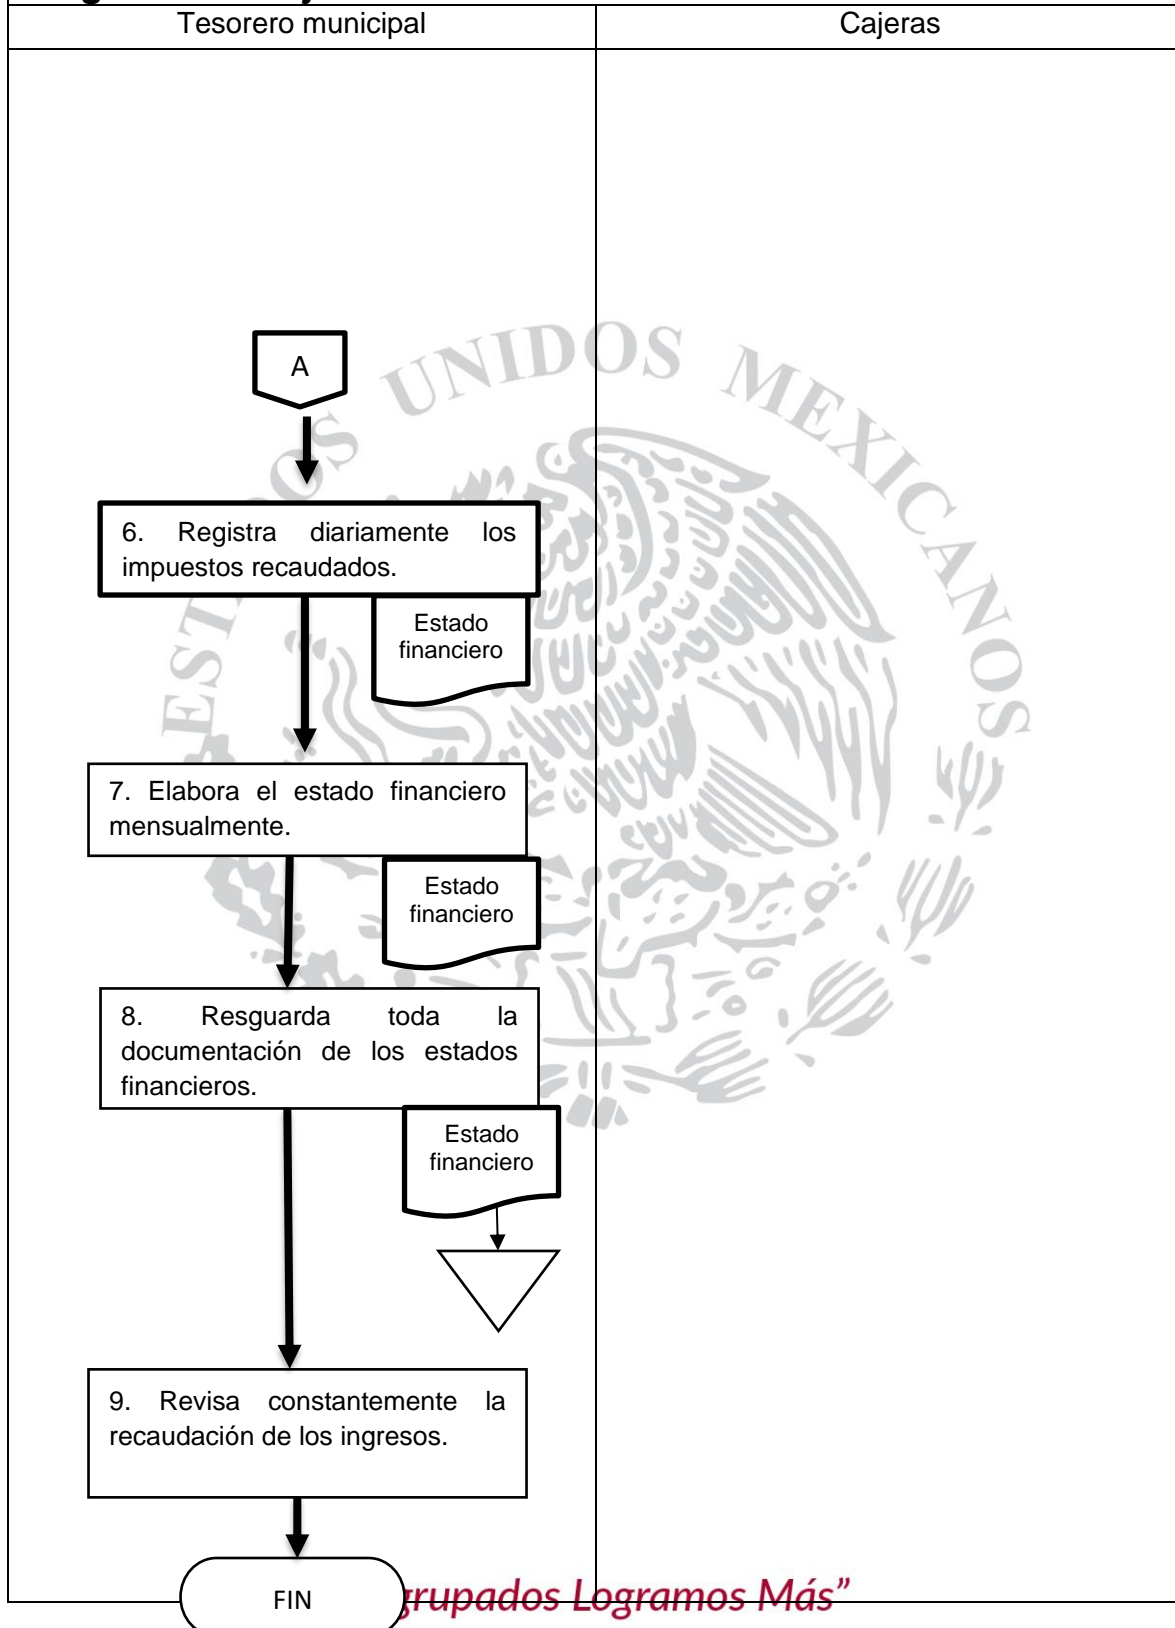 Tesorero municipal
Cajeras
UNIDOS MEXICANOS
A
6. Registra diariamente los
impuestos recaudados.
Estado
financiero
7. Elabora el estado financiero
mensualmente.
Estado
financiero
8. Resguarda toda la
documentación de los estados
financieros.
Estado
financiero
9. Revisa constantemente la
recaudación de los ingresos.
FIN
grupados Logramos Más”